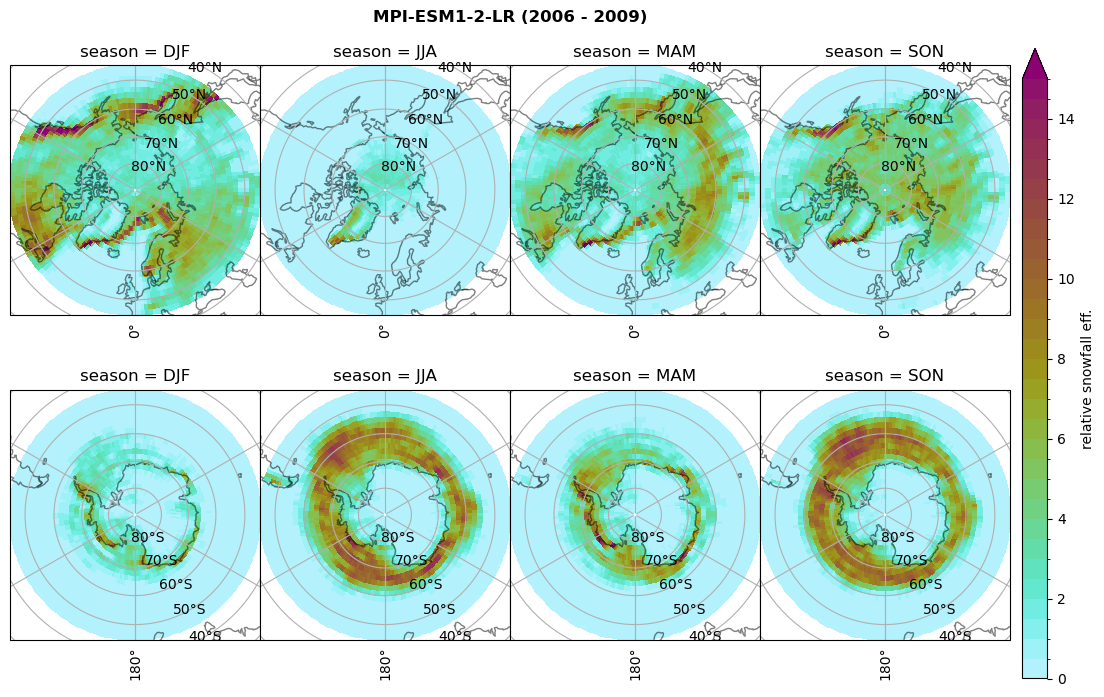 MPI-ESM1-2-LR (2006 - 2009)
season = DJF
season = JJA
season = MAM
season = SON
40°N
50°N
60°N
70°N
80°N
40°N
50°N
60°N
70°N
80°N
40°N
50°N
60°N
70°N
80°N
40°N
50°N
60°N
70°N
80°N
0°
0°
0°
0°
season = DJF
season = JJA
season = MAM
season = SON
80°S
70°S
60°S
50°S
40°S
80°S
70°S
60°S
50°S
40°S
80°S
70°S
60°S
50°S
40°S
80°S
70°S
60°S
50°S
40°S
180°
180°
180°
180°
14
12
10
8
6
4
2
0
relative snowfall eff.